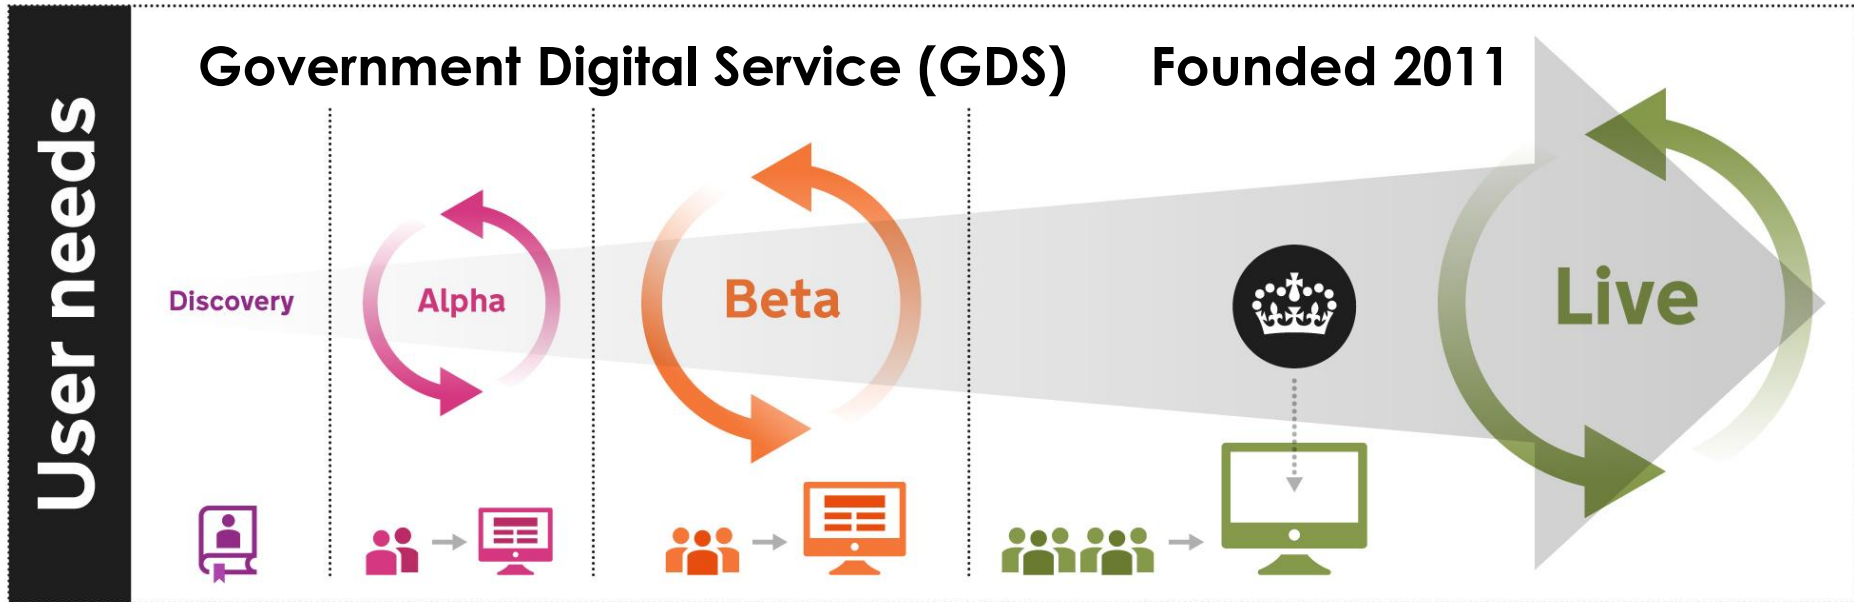 User needs
Government Digital Service (GDS) Founded 2011
Discovery
Alpha
Beta
Live